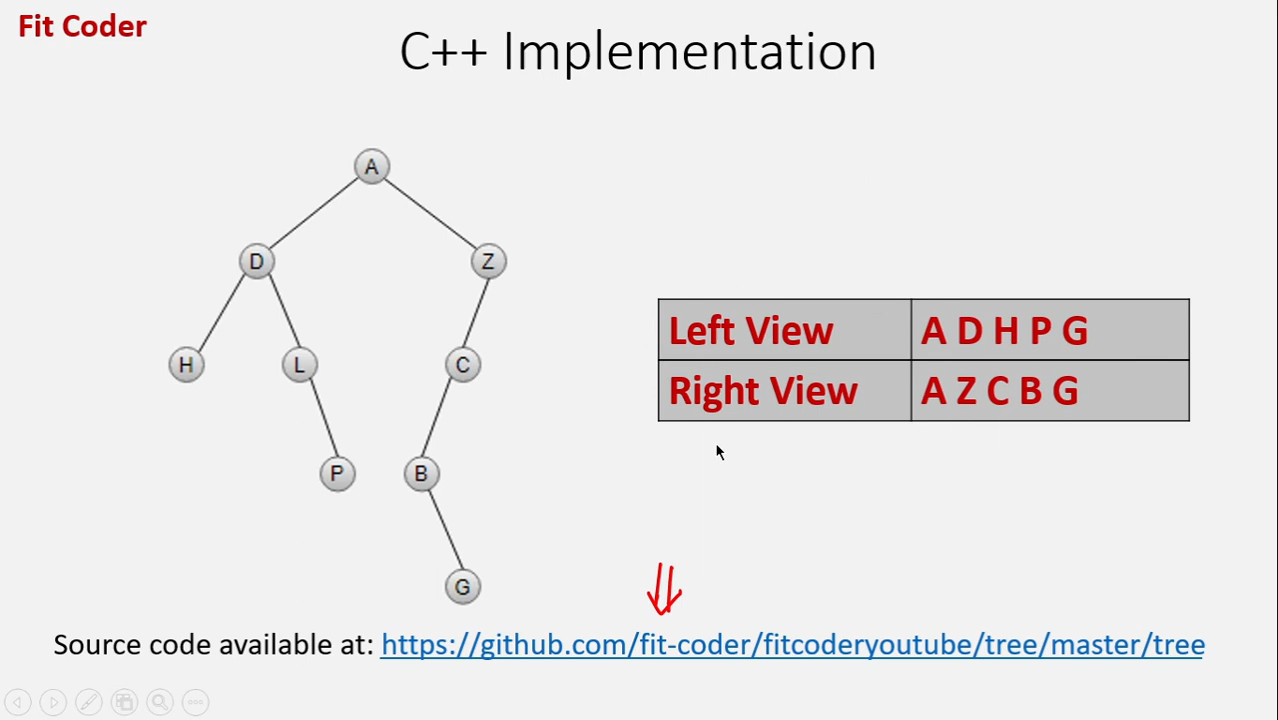 Fit Coder
C++ Implementation
A
D
Z
H
L
C
P
B
G
Left View A D H P G
Right View A Z C B G
Source code available at: https://github.com/fit-coder/fitcoderyoutube/tree/master/tree